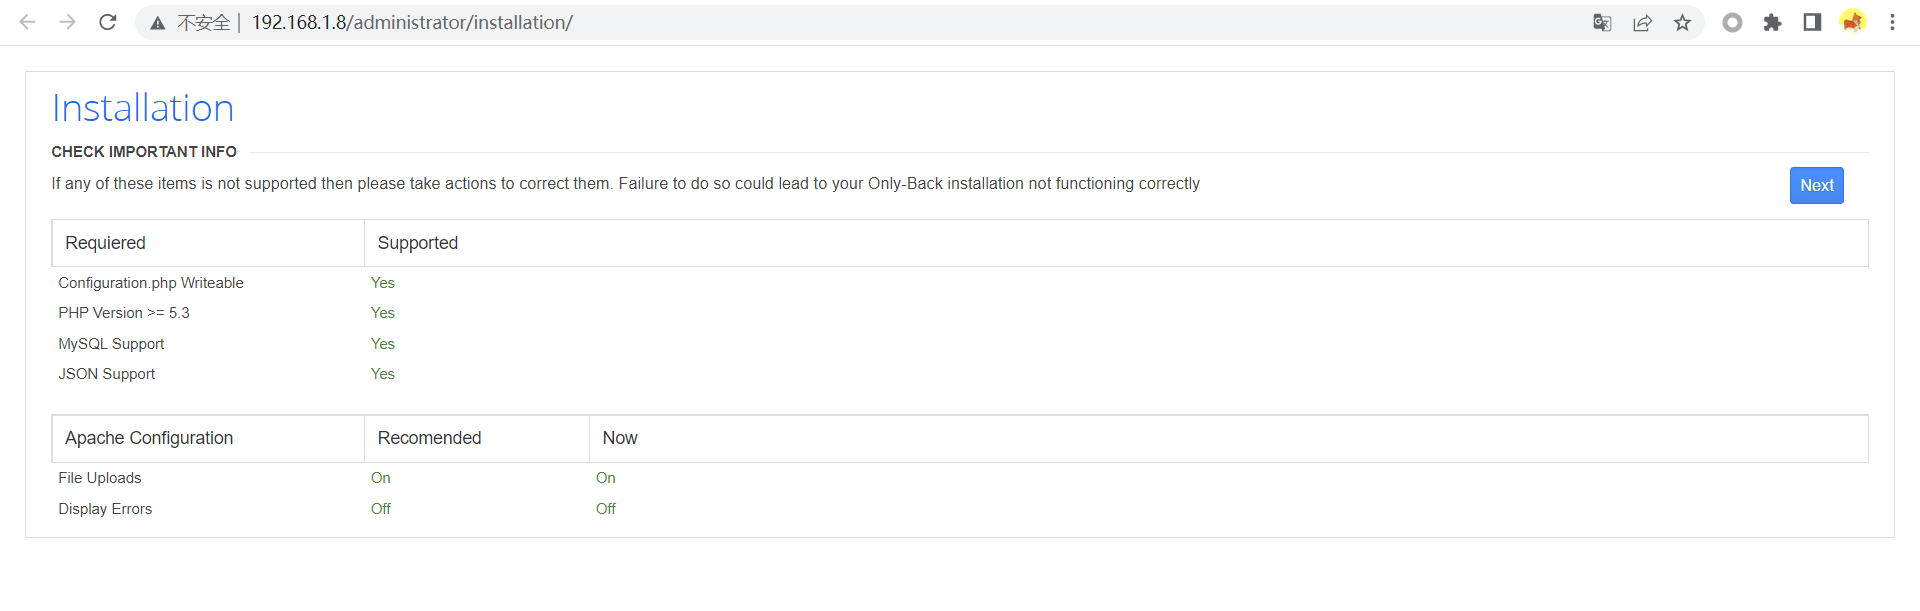 不安全 192.168.1.8/administrator/installation/
Installation
CHECK IMPORTANT INFO
If any of these items is not supported then please take actions to correct them. Failure to do so could lead to your Only-Back installation not functioning correctly
Next
Requiered Supported
Configuration.php Writeable Yes
PHP Version >= 5.3 Yes
MySQL Support Yes
JSON Support Yes
Apache Configuration Recomended Now
File Uploads On On
Display Errors Off Off